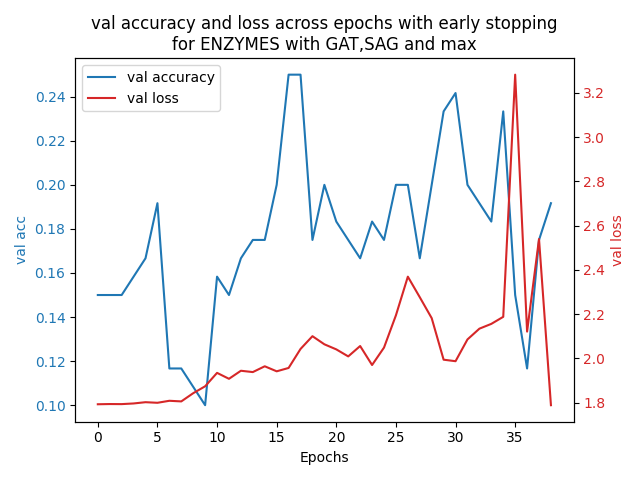 val accuracy and loss across epochs with early stopping
for ENZYMES with GAT,SAG and max
val accuracy
val loss
0.24
0.22
0.20
0.18
0.16
0.14
0.12
0.10
val acc
3.2
3.0
2.8
2.6
2.4
2.2
2.0
1.8
val loss
0 5 10 15 20 25 30 35
Epochs